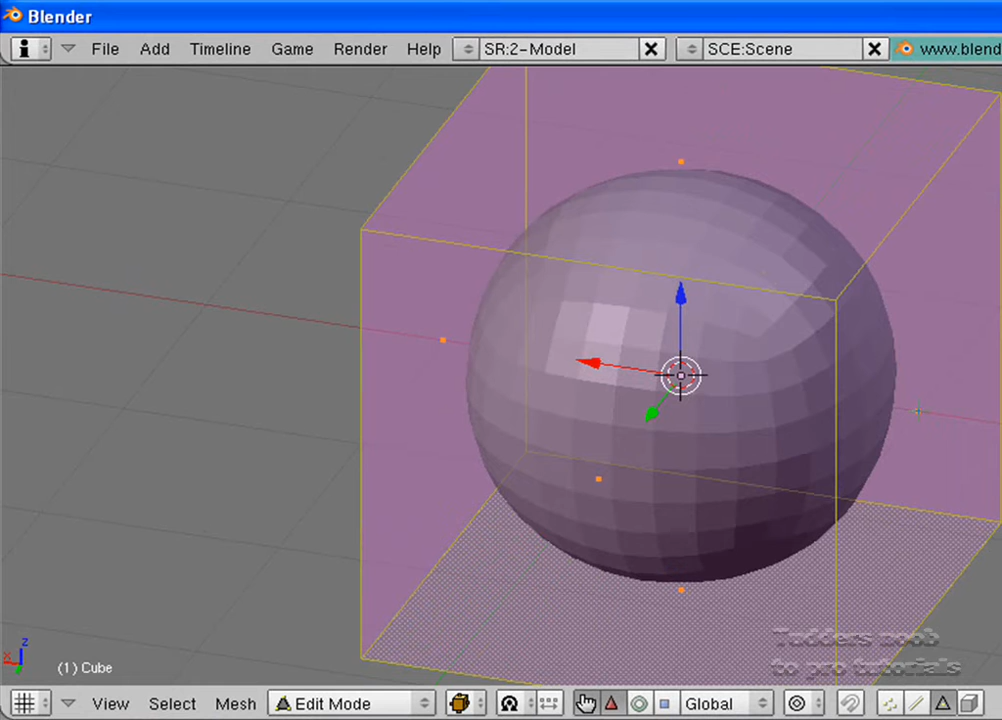 Blender
File Add Timeline Game Render Help SR:2-Model SCE:Scene www.blend
z
x
(1) Cube
Tudders noob
to pro tutorials
View Select Mesh Edit Mode Global